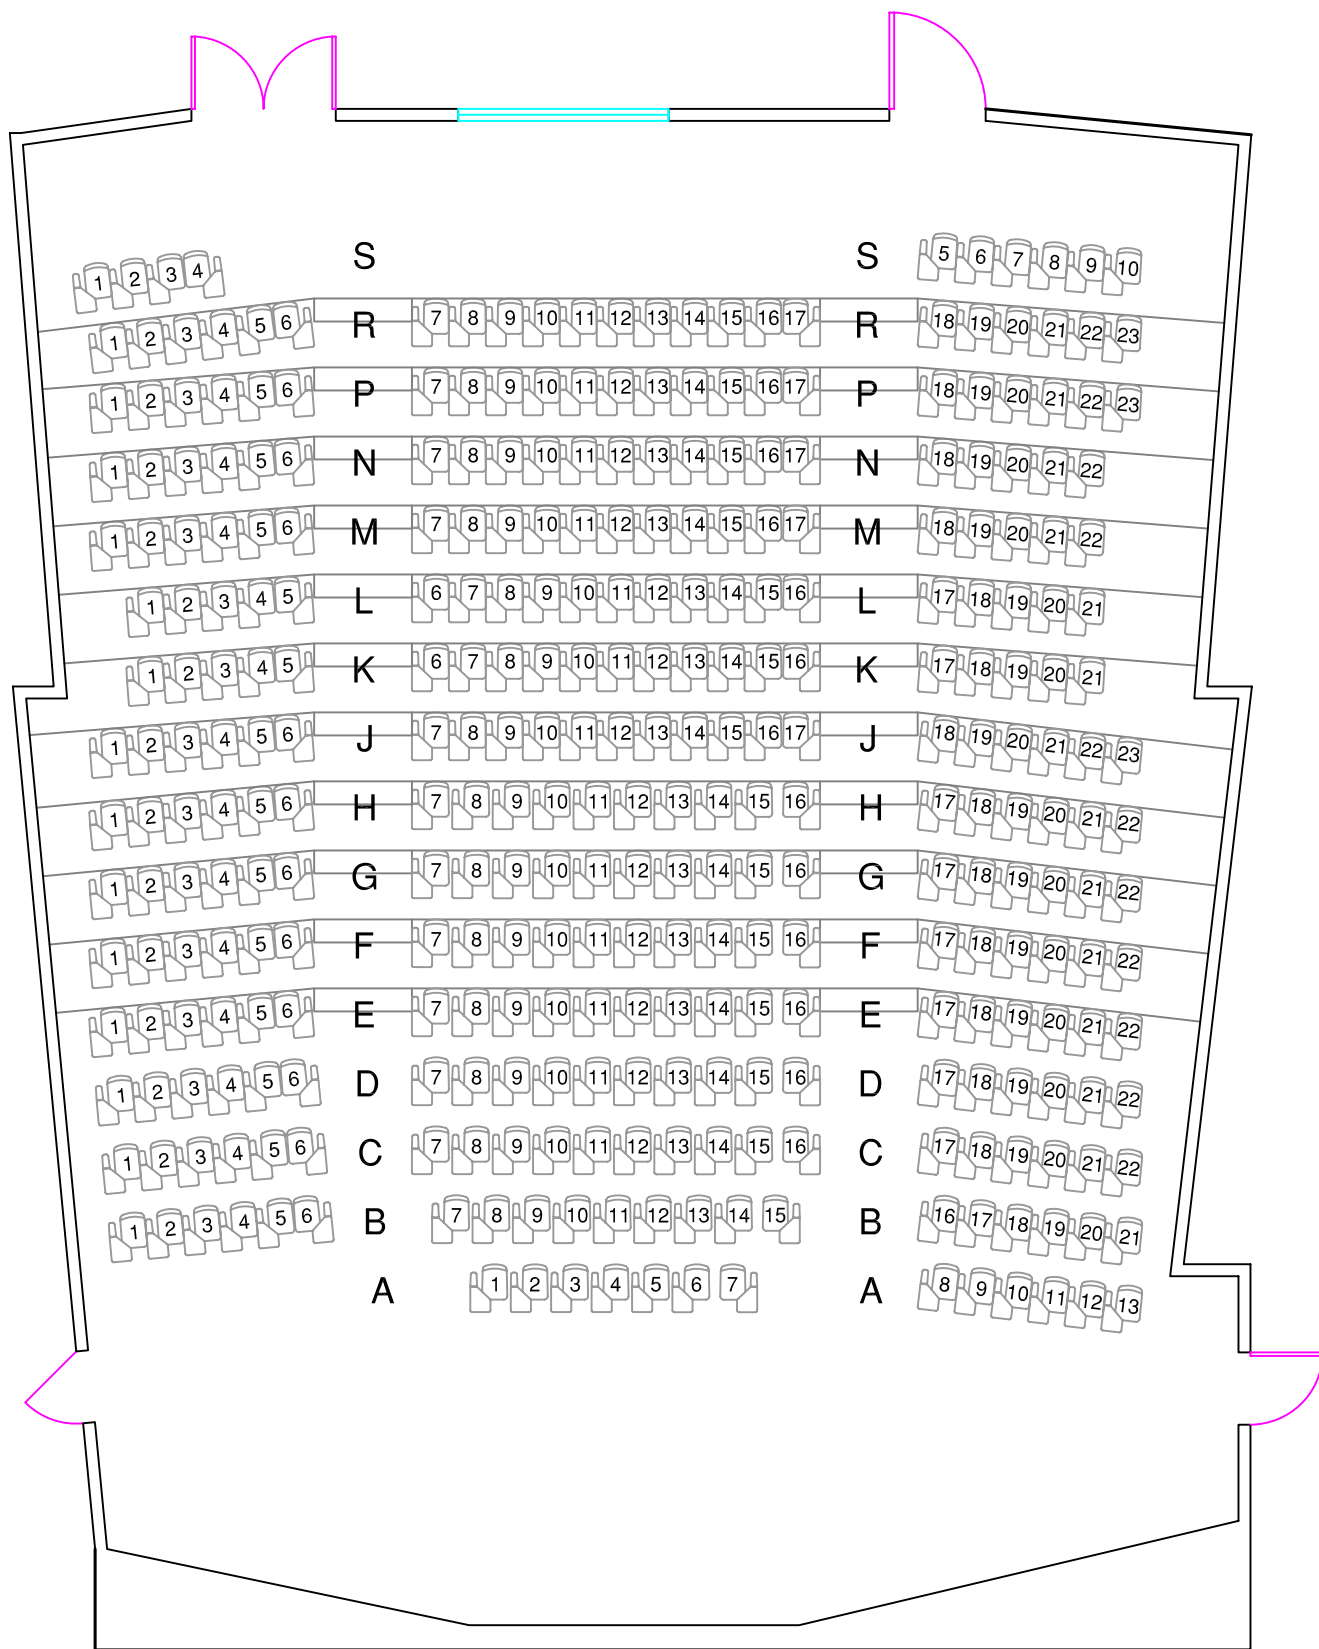 1 2 3 4 S S 5 6 7 8 9 10
1 2 3 4 5 6 R 7 8 9 10 11 12 13 14 15 16 17 R 18 19 20 21 22 23
1 2 3 4 5 6 P 7 8 9 10 11 12 13 14 15 16 17 P 18 19 20 21 22 23
1 2 3 4 5 6 N 7 8 9 10 11 12 13 14 15 16 17 N 18 19 20 21 22
1 2 3 4 5 6 M 7 8 9 10 11 12 13 14 15 16 17 M 18 19 20 21 22
1 2 3 4 5 L 6 7 8 9 10 11 12 13 14 15 16 L 17 18 19 20 21
1 2 3 4 5 K 6 7 8 9 10 11 12 13 14 15 16 K 17 18 19 20 21
1 2 3 4 5 6 J 7 8 9 10 11 12 13 14 15 16 17 J 18 19 20 21 22 23
1 2 3 4 5 6 H 7 8 9 10 11 12 13 14 15 16 H 17 18 19 20 21 22
1 2 3 4 5 6 G 7 8 9 10 11 12 13 14 15 16 G 17 18 19 20 21 22
1 2 3 4 5 6 F 7 8 9 10 11 12 13 14 15 16 F 17 18 19 20 21 22
1 2 3 4 5 6 E 7 8 9 10 11 12 13 14 15 16 E 17 18 19 20 21 22
1 2 3 4 5 6 D 7 8 9 10 11 12 13 14 15 16 D 17 18 19 20 21 22
1 2 3 4 5 6 C 7 8 9 10 11 12 13 14 15 16 C 17 18 19 20 21 22
1 2 3 4 5 6 B 7 8 9 10 11 12 13 14 15 B 16 17 18 19 20 21
A 1 2 3 4 5 6 7 A 8 9 10 11 12 13